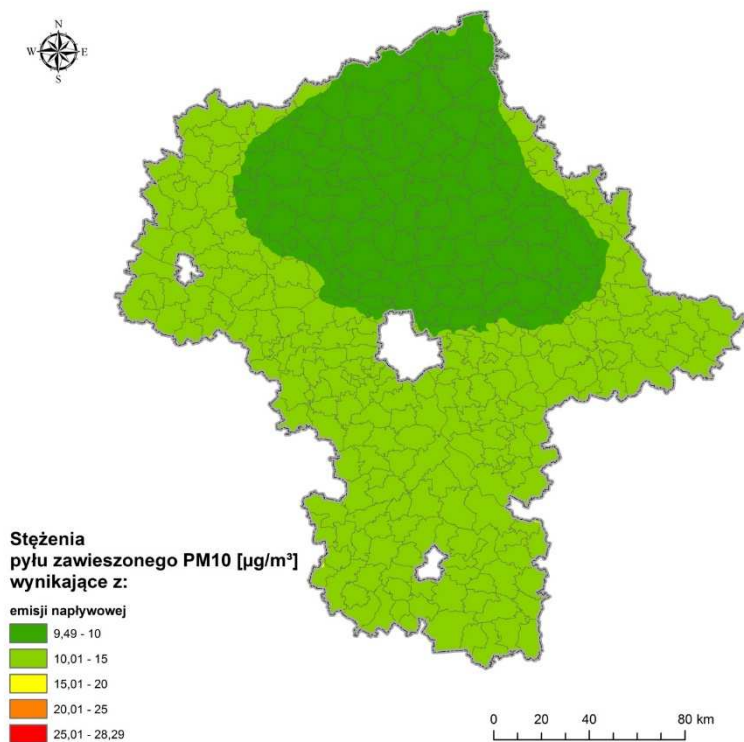 N
W E
S
Stężenia
pyłu zawieszonego PM10 [µg/m³]
wynikające z:
emisji napływowej
9,49 - 10
10,01 - 15
15,01 - 20
20,01 - 25
25,01 - 28,29
0 20 40 80 km